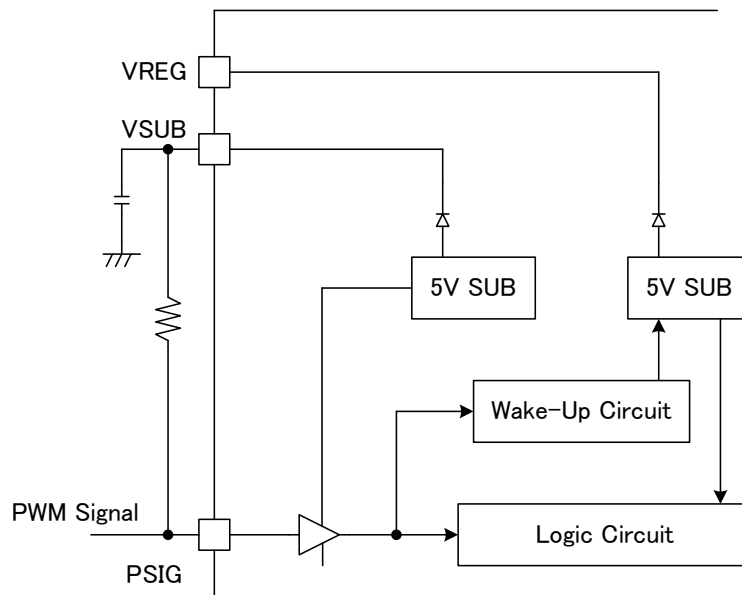 VREG
VSUB
5V SUB
5V SUB
Wake-Up Circuit
PWM Signal
Logic Circuit
PSIG